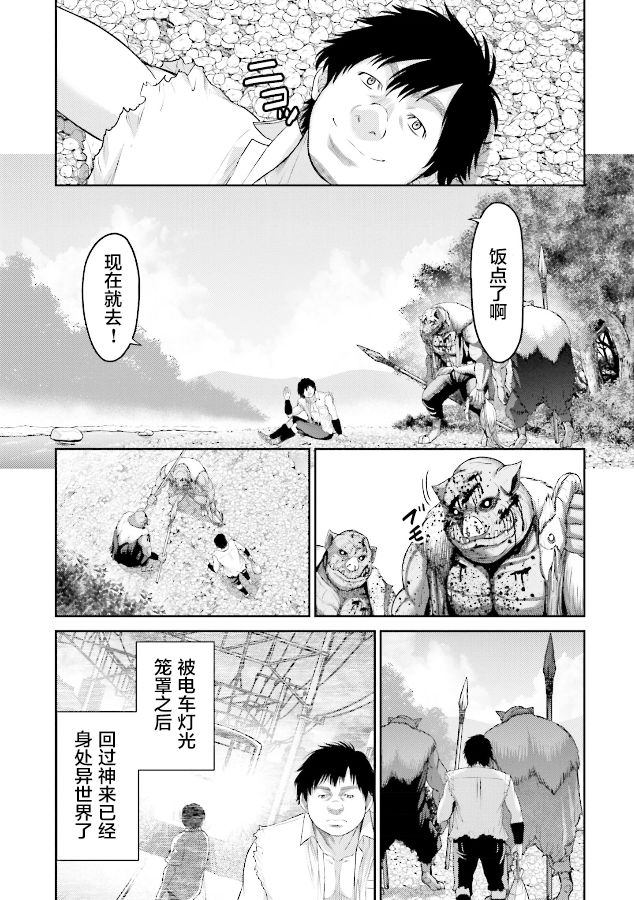 ニコッ
饭点了啊
现在就去！
ブモ
被电车灯光
笼罩之后
回过神来已经
身处异世界了